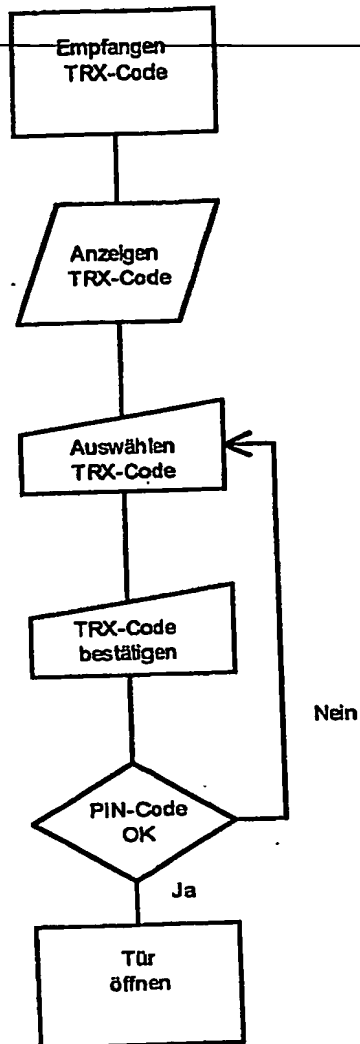 Empfangen
TRX-Code
Anzeigen
TRX-Code
Auswählen
TRX-Code
TRX-Code
bestätigen
Nein
PIN-Code
OK
Ja
Tür
öffnen